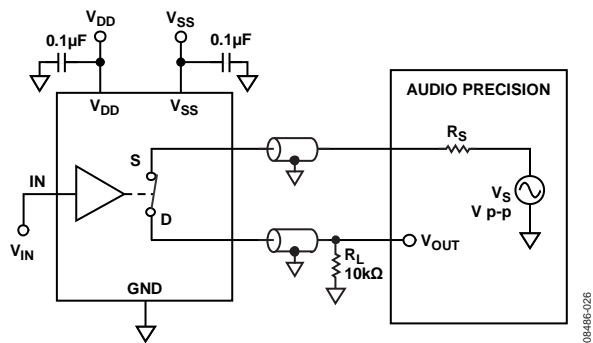 VDD
VSS
0.1µF
0.1µF
VDD
VSS
AUDIO PRECISION
RS
S
IN
VS
V p-p
D
VIN
VOUT
RL
10kΩ
GND
08486-026